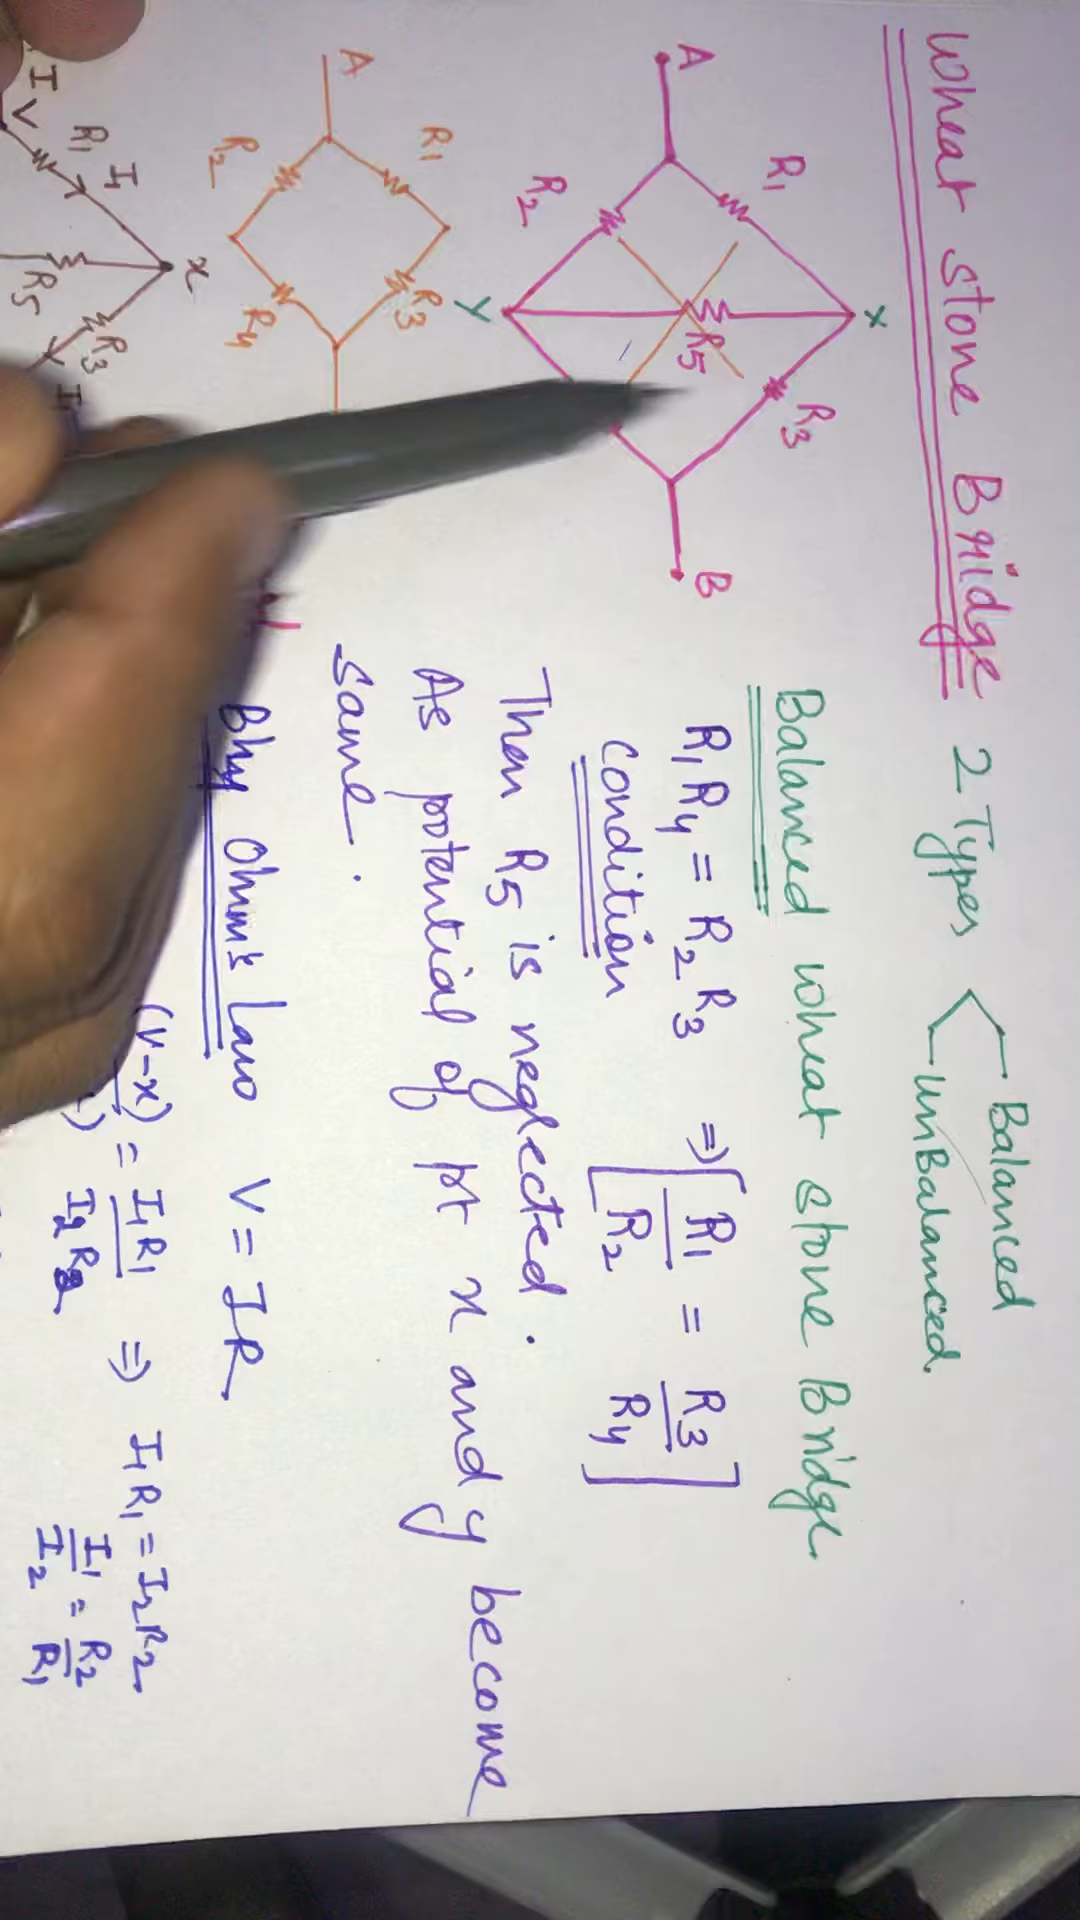 Wheat stone Bridge 2 Types
Balanced
UnBalanced.
A
R1
X
R3
R2
R5
Y
B
Balanced wheat stone Bridge.
R1R4 = R2R3 => [R1/R2 = R3/R4]
condition
Then R5 is neglected.
As potential of pt x and y become
same.
A
R1
R3
R2
R4
By Ohm's Law V = IR
(V-x)
= I1R1
I2R2
=> I1R1 = I2R2
I1/I2 = R2/R1
I
V
R1
I1
x
R3
R5